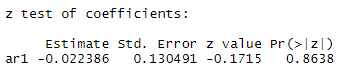 z test of coefficients:
Estimate Std. Error z value Pr(>|z|)
ar1 -0.022386 0.130491 -0.1715 0.8638